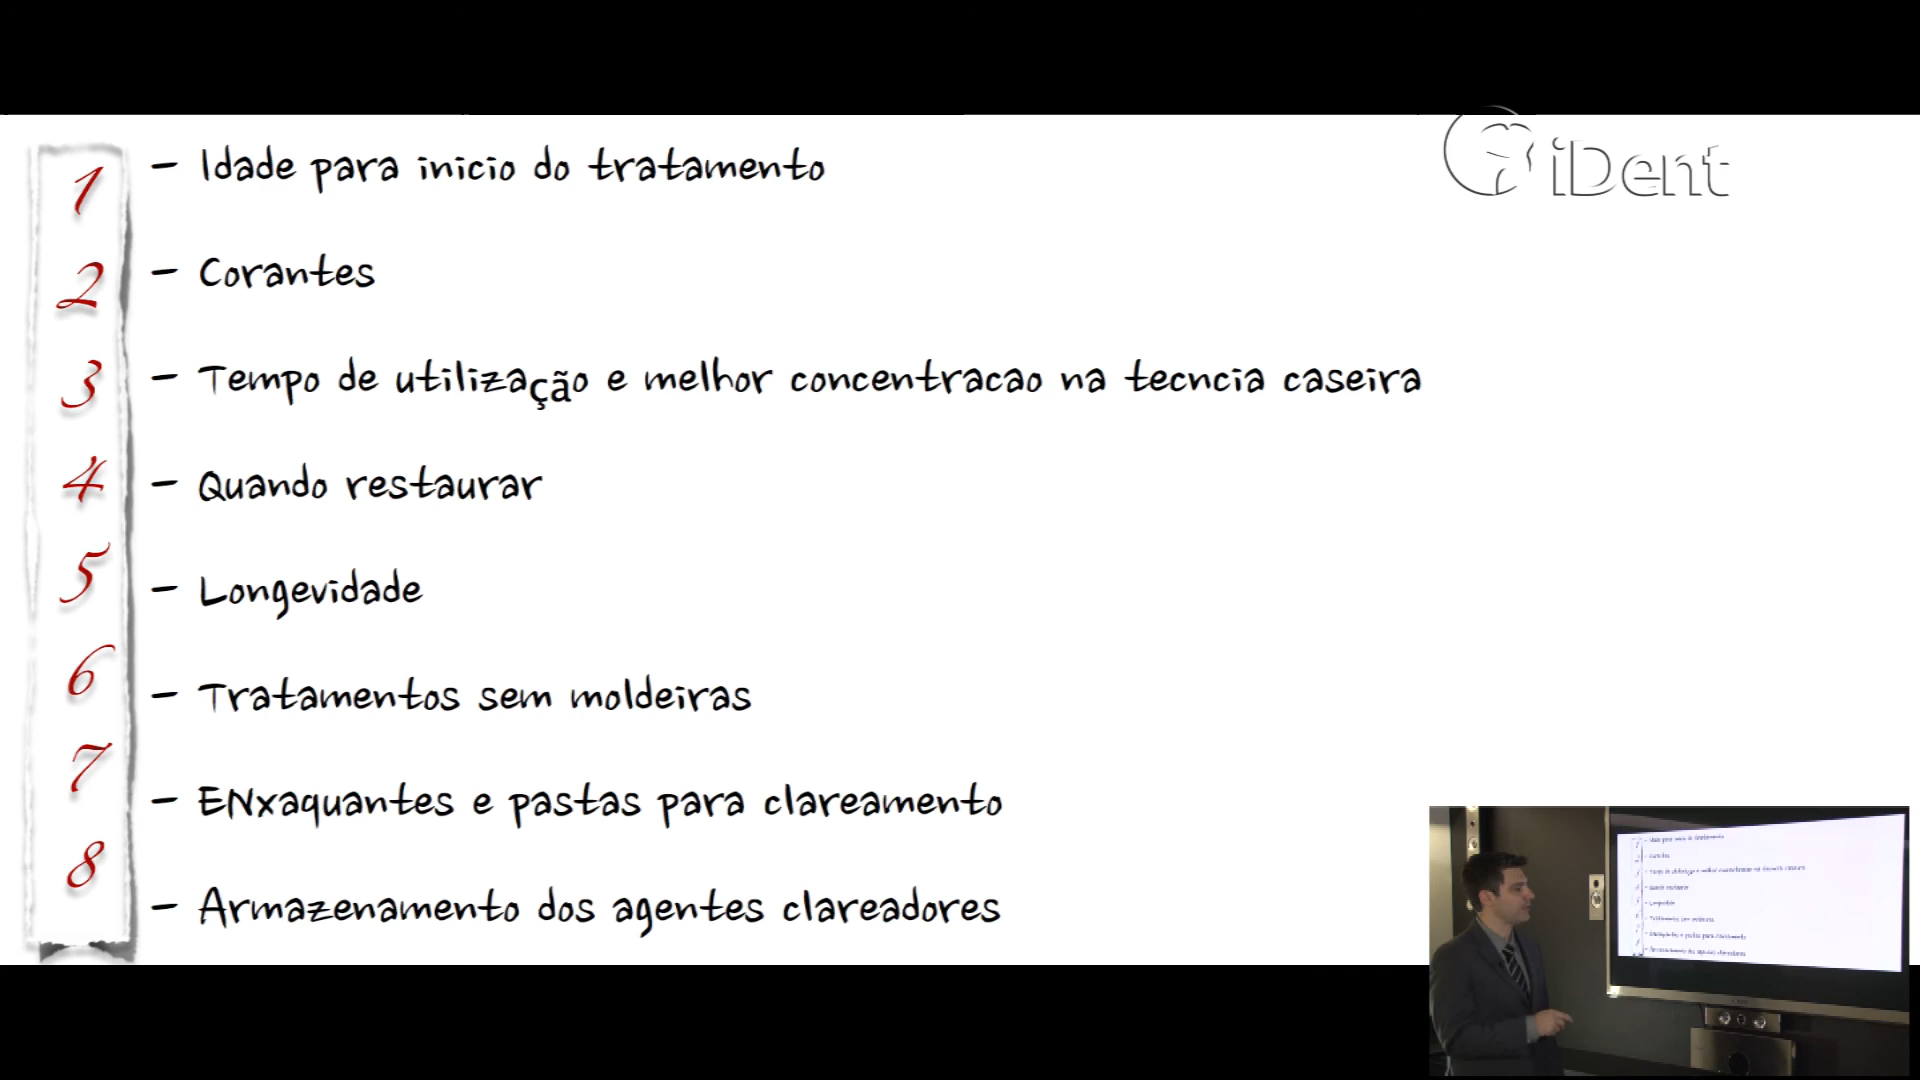 1 - Idade para inicio do tratamento
iDent
2 - Corantes
3 - Tempo de utilização e melhor concentracao na tecncia caseira
4 - Quando restaurar
5 - Longevidade
6 - Tratamentos sem moldeiras
7 - ENxaquantes e pastas para clareamento
8 - Armazenamento dos agentes clareadores